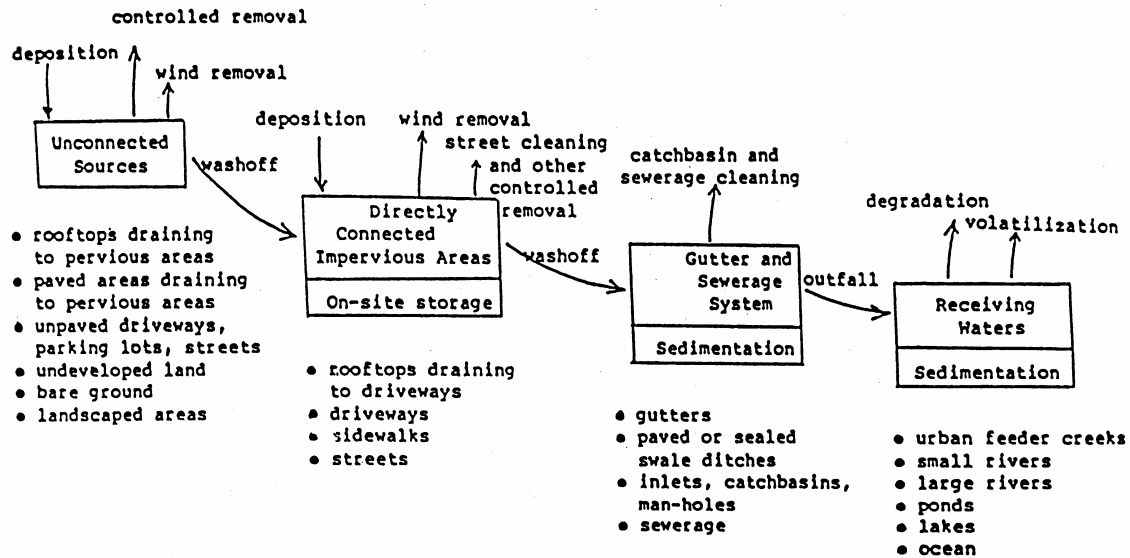 controlled removal
deposition
wind removal
Unconnected
Sources
washoff
● rooftops draining
to pervious areas
● paved areas draining
to pervious areas
● unpaved driveways,
parking lots, streets
● undeveloped land
● bare ground
● landscaped areas
deposition
wind removal
street cleaning
and other
controlled
removal
Directly
Connected
Impervious Areas
On-site storage
washoff
● rooftops draining
to driveways
● driveways
● sidewalks
● streets
catchbasin and
sewerage cleaning
Gutter and
Sewerage
System
Sedimentation
outfall
● gutters
● paved or sealed
swale ditches
● inlets, catchbasins,
man-holes
● sewerage
degradation
volatilization
Receiving
Waters
Sedimentation
● urban feeder creeks
● small rivers
● large rivers
● ponds
● lakes
● ocean